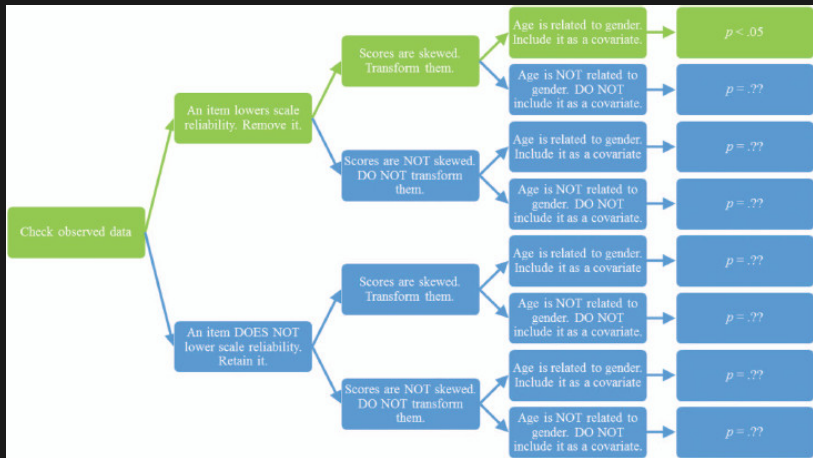 Check observed data
An item lowers scale
reliability. Remove it.
An item DOES NOT
lower scale reliability.
Retain it.
Scores are skewed.
Transform them.
Scores are NOT skewed.
DO NOT transform
them.
Scores are skewed.
Transform them.
Scores are NOT skewed.
DO NOT transform
them.
Age is related to gender.
Include it as a covariate.
p < .05
Age is NOT related to
gender. DO NOT
include it as a covariate.
p = .??
Age is related to gender.
Include it as a covariate
p = .??
Age is NOT related to
gender. DO NOT
include it as a covariate.
p = .??
Age is related to gender.
Include it as a covariate
p = .??
Age is NOT related to
gender. DO NOT
include it as a covariate.
p = .??
Age is related to gender.
Include it as a covariate
p = .??
Age is NOT related to
gender. DO NOT
include it as a covariate.
p = .??